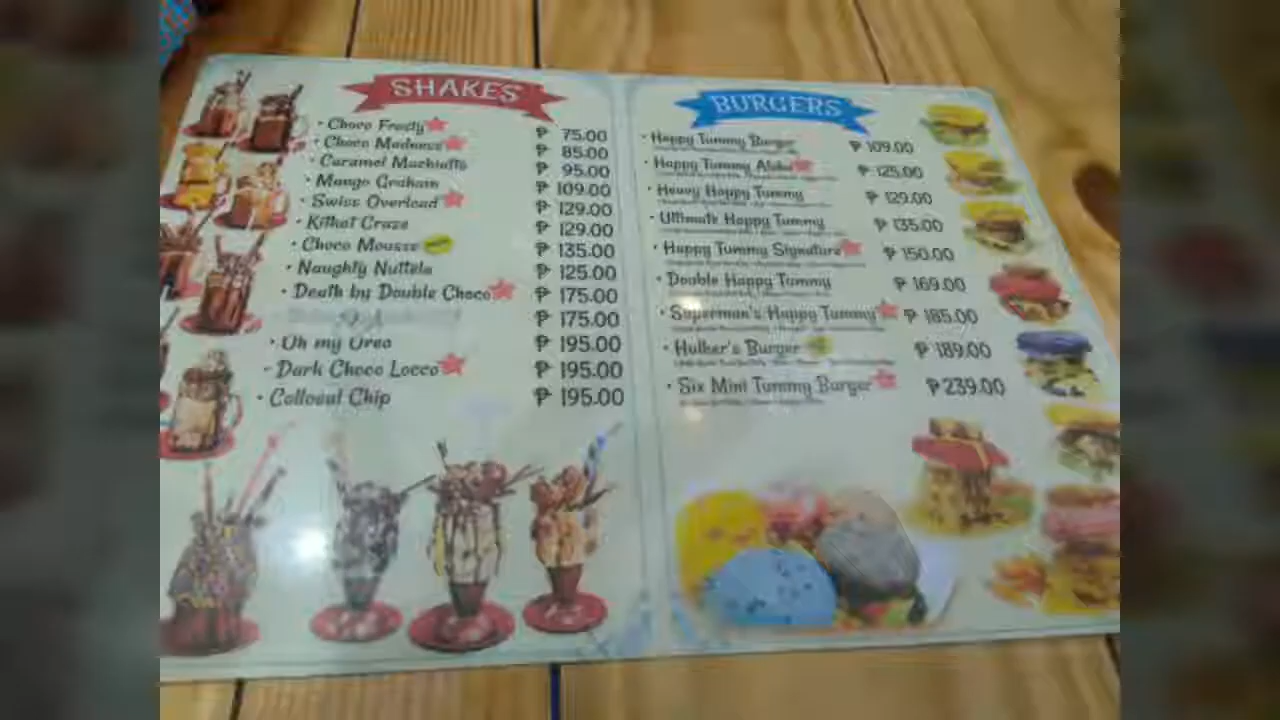 SHAKES
• Choco Frosty ₱ 75.00
• Choco Madness ₱ 85.00
• Caramel Machiatto ₱ 95.00
• Mango Graham ₱ 109.00
• Swiss Overload ₱ 129.00
• Kitkat Craze ₱ 129.00
• Choco Mousse ₱ 135.00
• Naughty Nuttela ₱ 125.00
• Death by Double Choco ₱ 175.00
₱ 175.00
• Oh my Oreo ₱ 195.00
• Dark Choco Locco ₱ 195.00
• Collosal Chip ₱ 195.00
BURGERS
• Happy Tummy Burger ₱ 109.00
• Happy Tummy Aloha ₱ 125.00
• Heavy Happy Tummy ₱ 129.00
• Ultimate Happy Tummy ₱ 135.00
• Happy Tummy Signature ₱ 150.00
• Double Happy Tummy ₱ 169.00
• Superman's Happy Tummy ₱ 185.00
• Hulker's Burger ₱ 189.00
• Six Mini Tummy Burger ₱ 239.00